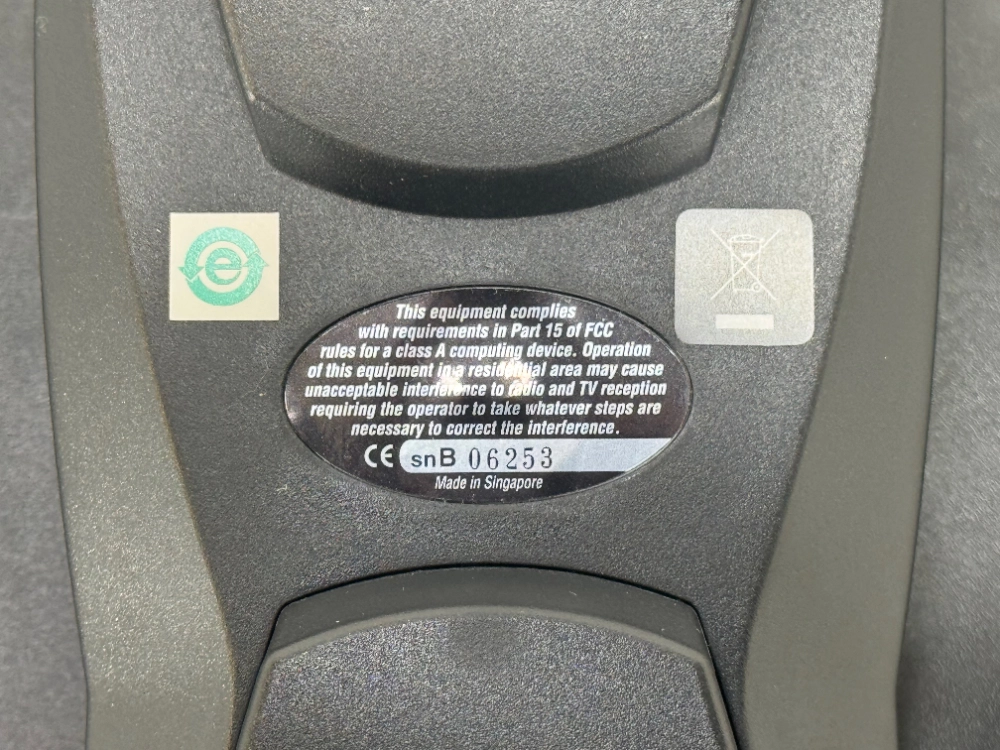 e
This equipment complies
with requirements in Part 15 of FCC
rules for a class A computing device. Operation
of this equipment in a residential area may cause
unacceptable interference to radio and TV reception
requiring the operator to take whatever steps are
necessary to correct the interference.
CE snB 06253
Made in Singapore